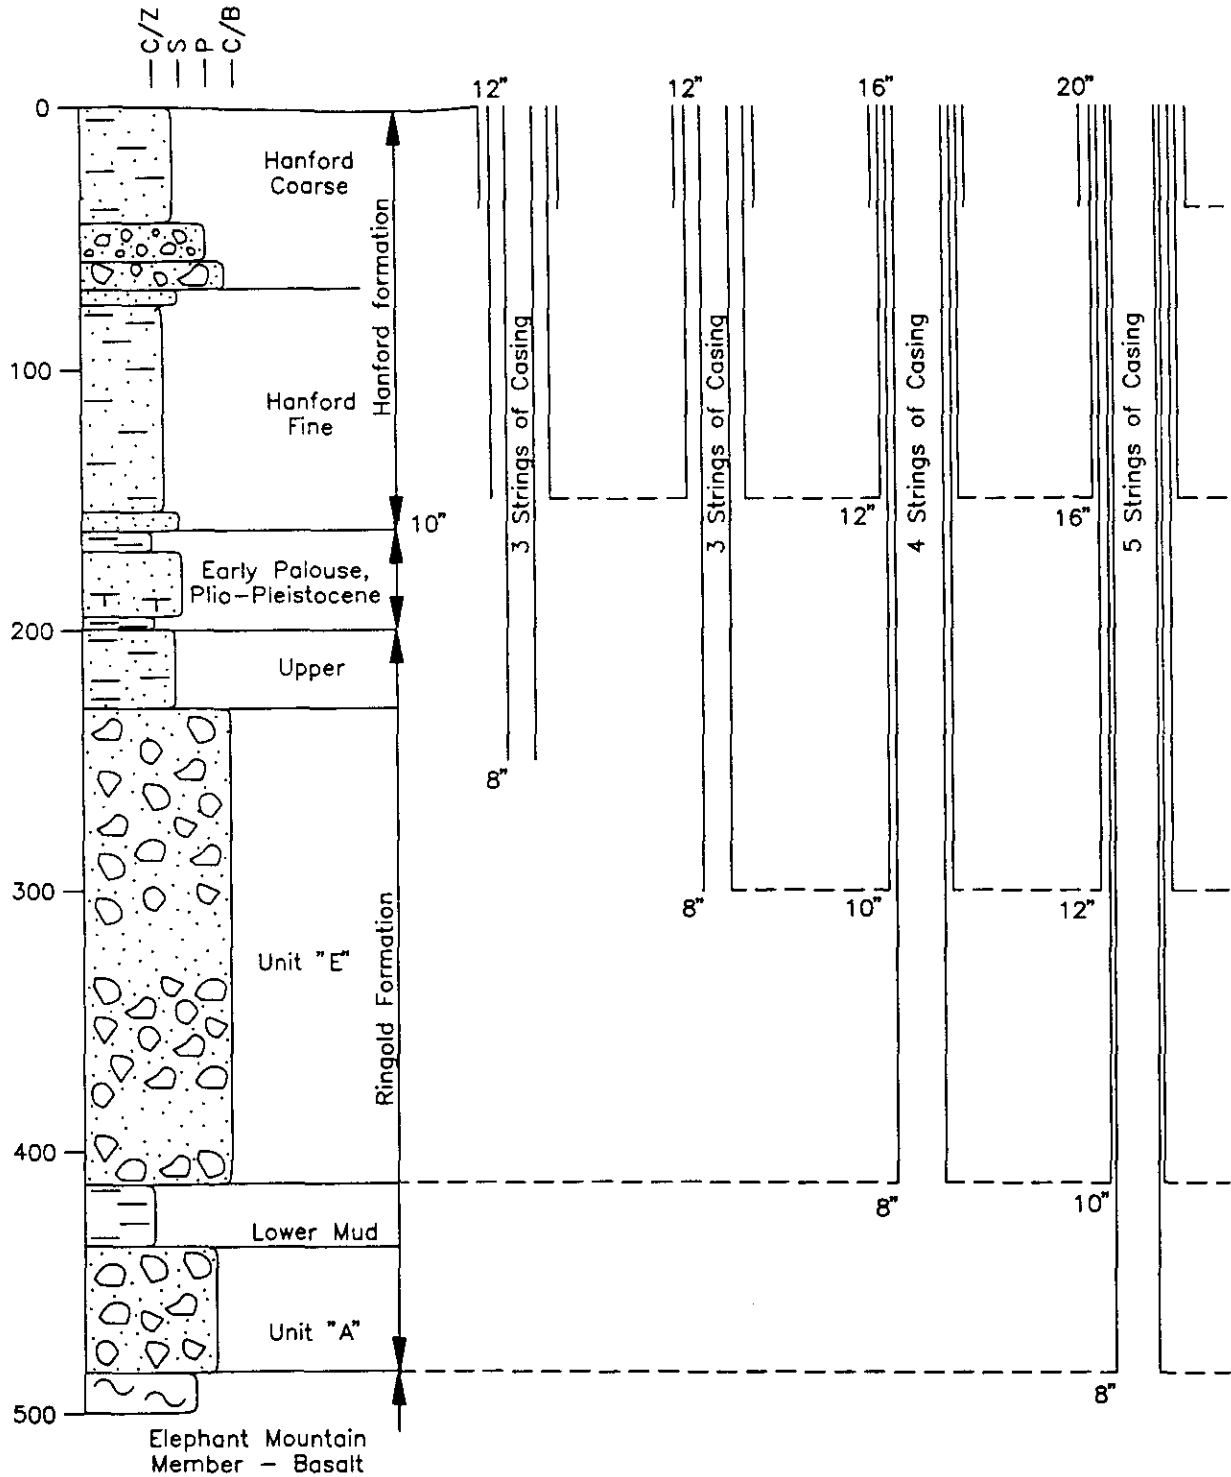 C/Z
S
P
C/B
12"
12"
16"
20"
0
100
200
300
400
500
Hanford
Coarse
Hanford formation
Hanford
Fine
10"
Early Palouse,
Plio-Pleistocene
Upper
Unit "E"
Ringold Formation
Lower Mud
Unit "A"
Elephant Mountain
Member - Basalt
3 Strings of Casing
8"
3 Strings of Casing
8"
4 Strings of Casing
12"
10"
8"
5 Strings of Casing
16"
12"
10"
8"